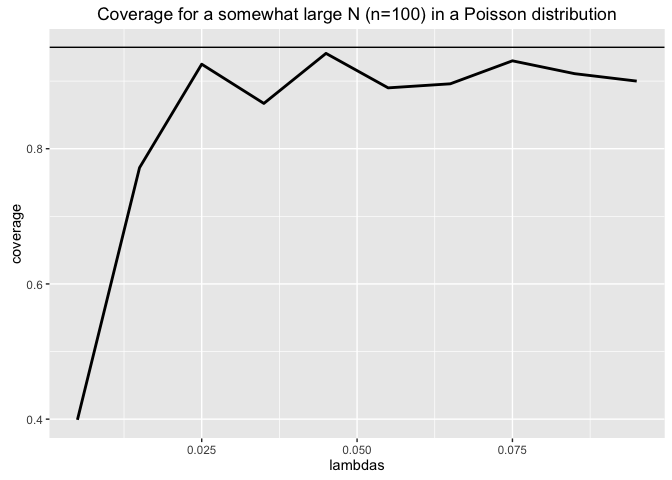 Coverage for a somewhat large N (n=100) in a Poisson distribution
coverage
0.8
0.6
0.4
0.025
0.050
0.075
lambdas